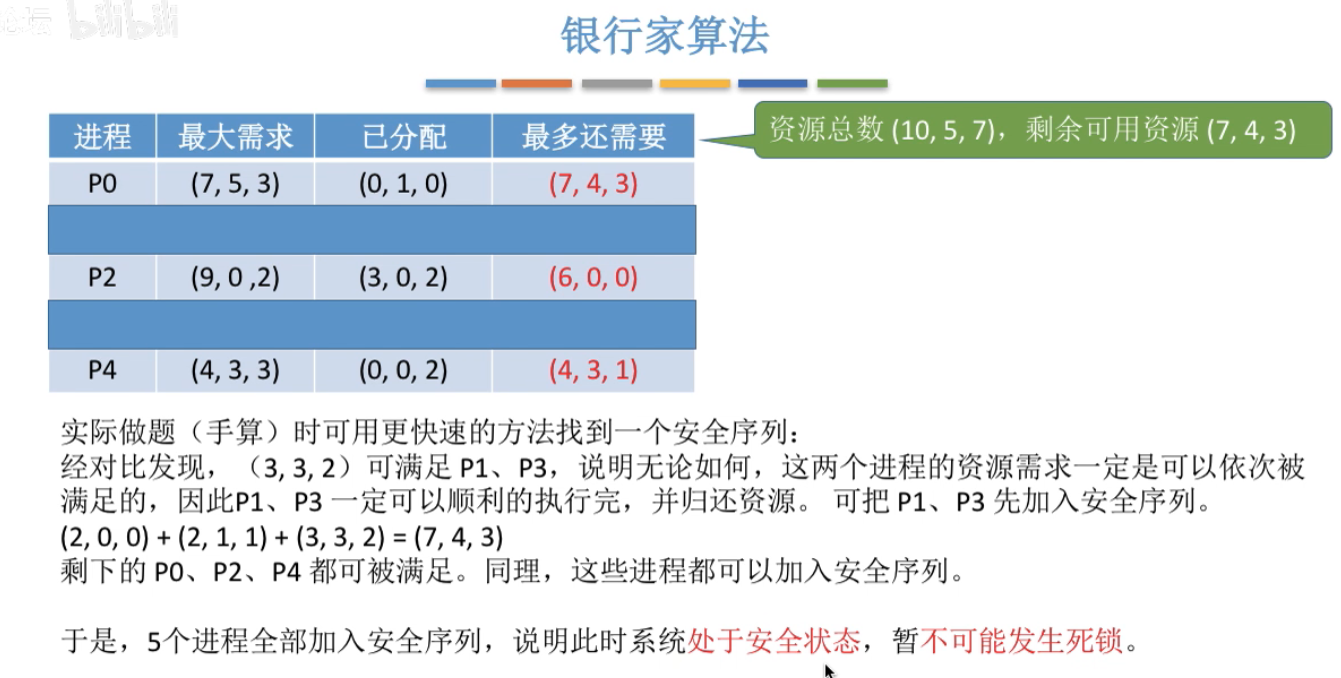 论坛 bilibili
银行家算法
资源总数 (10, 5, 7)，剩余可用资源 (7, 4, 3)
进程 最大需求 已分配 最多还需要
P0 (7, 5, 3) (0, 1, 0) (7, 4, 3)
P2 (9, 0 ,2) (3, 0, 2) (6, 0, 0)
P4 (4, 3, 3) (0, 0, 2) (4, 3, 1)
实际做题（手算）时可用更快速的方法找到一个安全序列：
经对比发现，（3, 3, 2）可满足 P1、P3，说明无论如何，这两个进程的资源需求一定是可以依次被
满足的，因此P1、P3 一定可以顺利的执行完，并归还资源。 可把 P1、P3 先加入安全序列。
(2, 0, 0) + (2, 1, 1) + (3, 3, 2) = (7, 4, 3)
剩下的 P0、P2、P4 都可被满足。同理，这些进程都可以加入安全序列。
于是，5个进程全部加入安全序列，说明此时系统处于安全状态，暂不可能发生死锁。